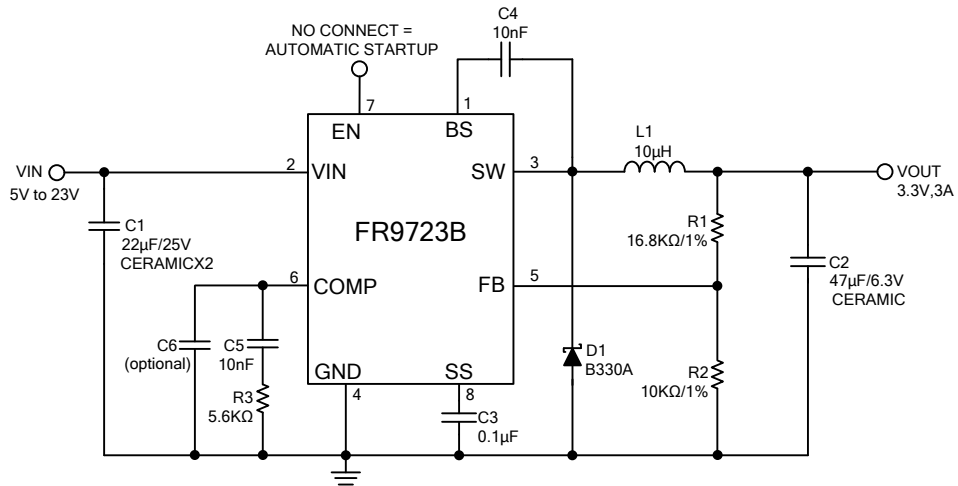 NO CONNECT =
AUTOMATIC STARTUP
C4
10nF
7
1
EN
BS
L1
10µH
VIN
5V to 23V
2
VIN
SW
3
VOUT
3.3V,3A
C1
22µF/25V
CERAMICX2
FR9723B
R1
16.8KΩ/1%
6
COMP
FB
5
C2
47µF/6.3V
CERAMIC
C6
(optional)
C5
10nF
D1
B330A
GND
SS
R2
10KΩ/1%
4
8
R3
5.6KΩ
C3
0.1µF